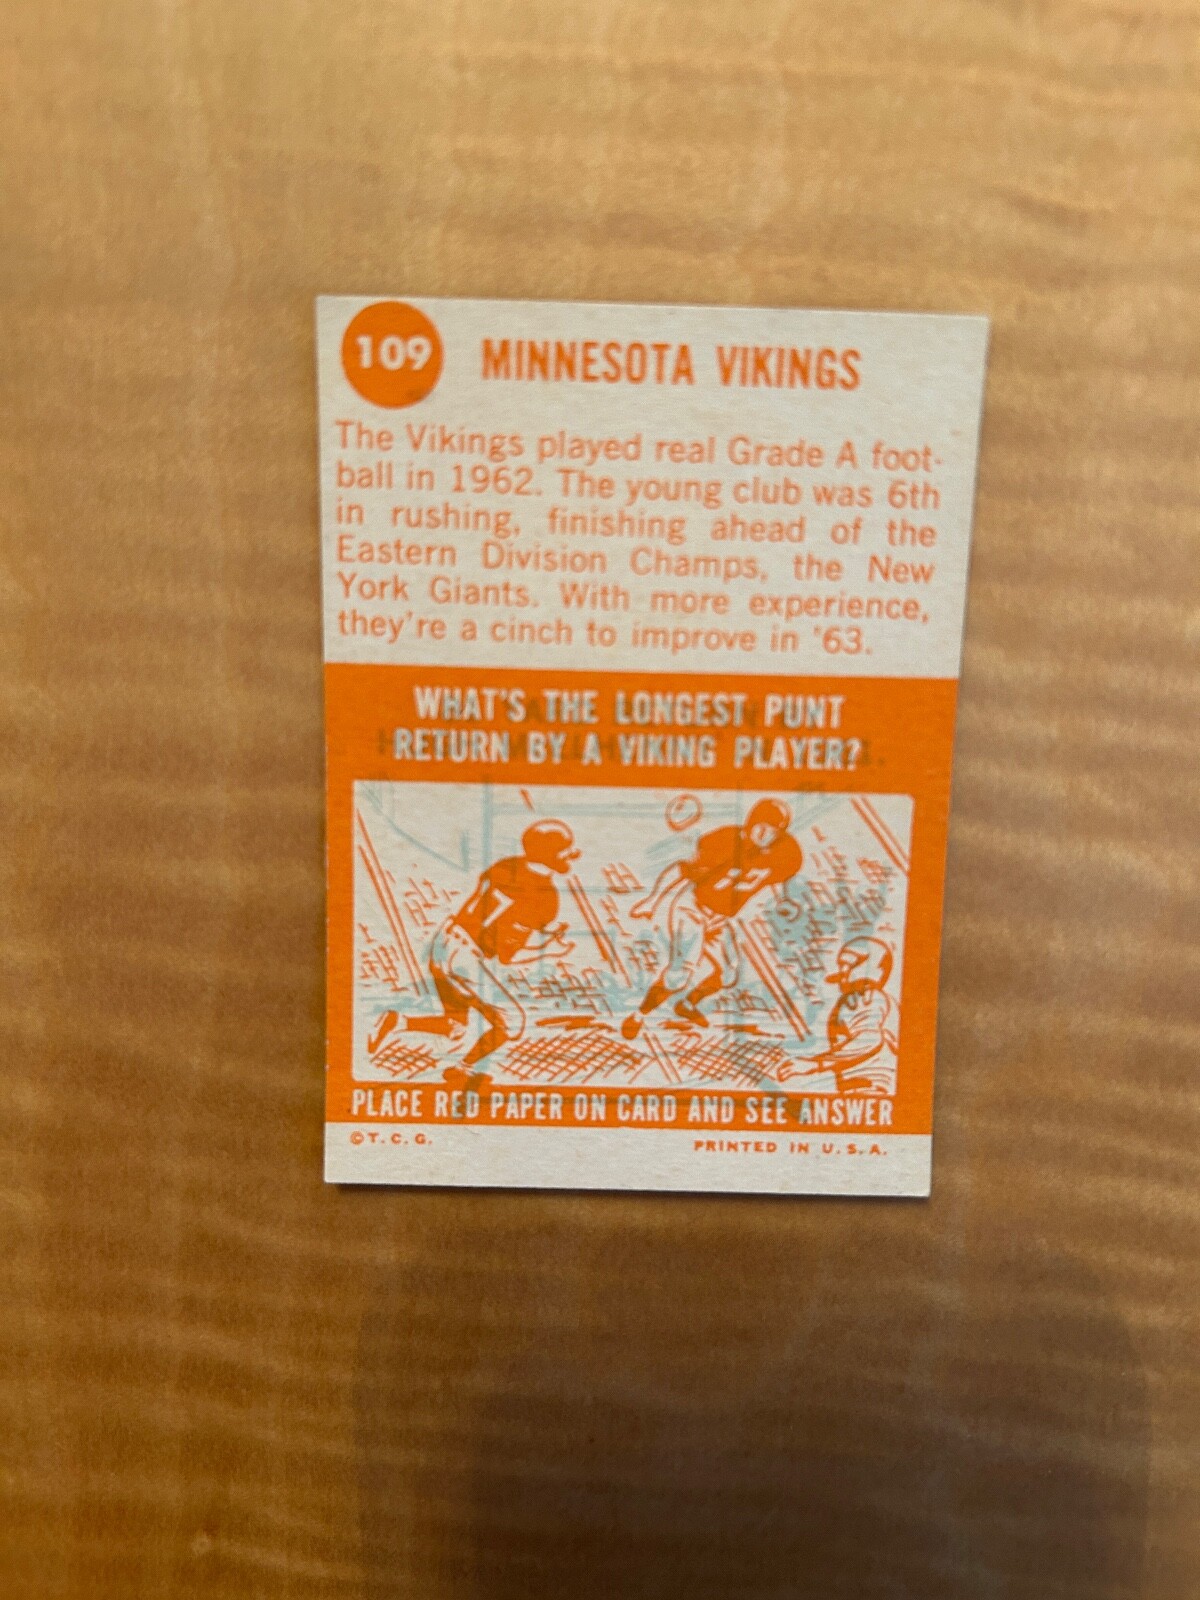 109 MINNESOTA VIKINGS
The Vikings played real Grade A foot-
ball in 1962. The young club was 6th
in rushing, finishing ahead of the
Eastern Division Champs, the New
York Giants. With more experience,
they're a cinch to improve in '63.
WHAT'S THE LONGEST PUNT
RETURN BY A VIKING PLAYER?
17
12
PLACE RED PAPER ON CARD AND SEE ANSWER
©T. C. G. PRINTED IN U. S. A.